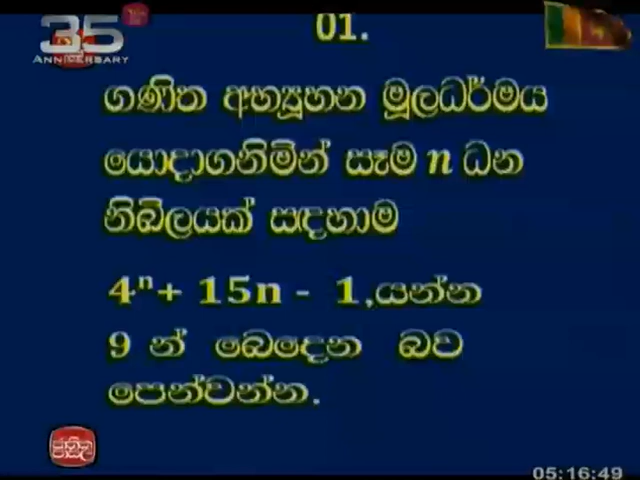 35
ANNIVERSARY
01.
ගණිත අභ්‍යූහන මූලධර්මය
යොදාගනිමින් සෑම n ධන
නිඛිලයක් සඳහාම
4ⁿ+ 15n - 1,යන්න
9 න් බෙදෙන බව
පෙන්වන්න.
05:16:49